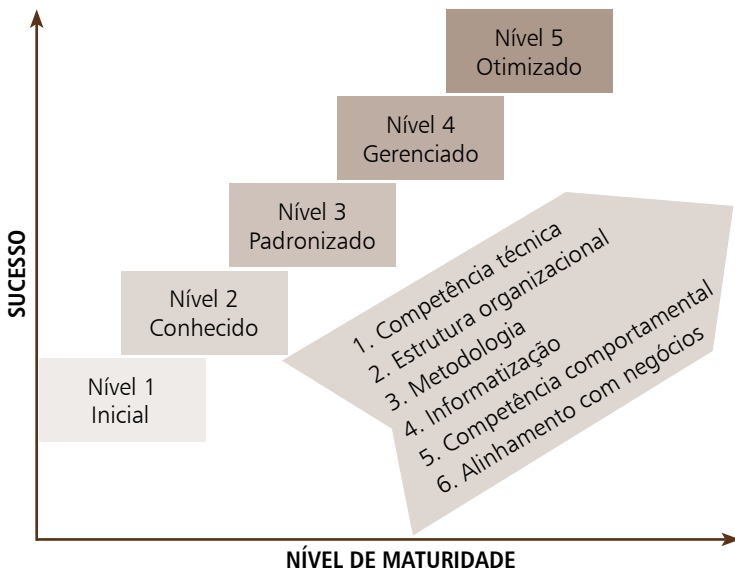 Nível 5
Otimizado
Nível 4
Gerenciado
Nível 3
Padronizado
Nível 2
Conhecido
Nível 1
Inicial
1. Competência técnica
2. Estrutura organizacional
3. Metodologia
4. Informatização
5. Competência comportamental
6. Alinhamento com negócios
SUCESSO
NÍVEL DE MATURIDADE